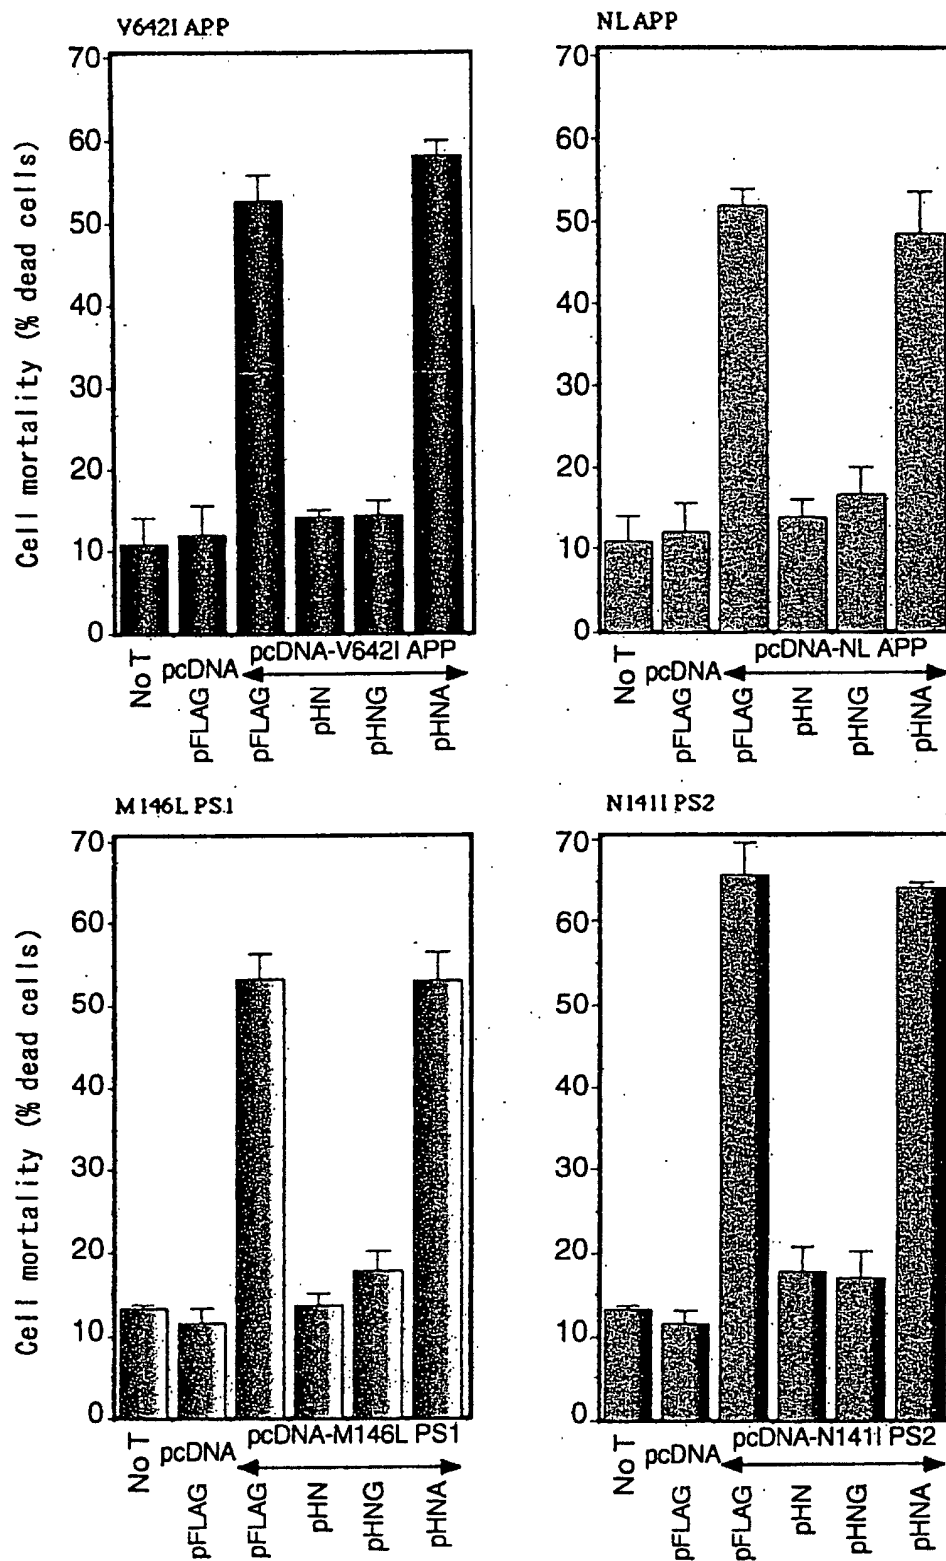 V642I APP
Cell mortality (% dead cells)
70
60
50
40
30
20
10
0
No T
pcDNA
pFLAG
pcDNA-V642I APP
pFLAG
pHN
pHNG
pHNA
NL APP
70
60
50
40
30
20
10
0
No T
pcDNA
pFLAG
pcDNA-NL APP
pFLAG
pHN
pHNG
pHNA
M146L PS1
Cell mortality (% dead cells)
70
60
50
40
30
20
10
0
No T
pcDNA
pFLAG
pcDNA-M146L PS1
pFLAG
pHN
pHNG
pHNA
N141I PS2
70
60
50
40
30
20
10
0
No T
pcDNA
pFLAG
pcDNA-N141I PS2
pFLAG
pHN
pHNG
pHNA